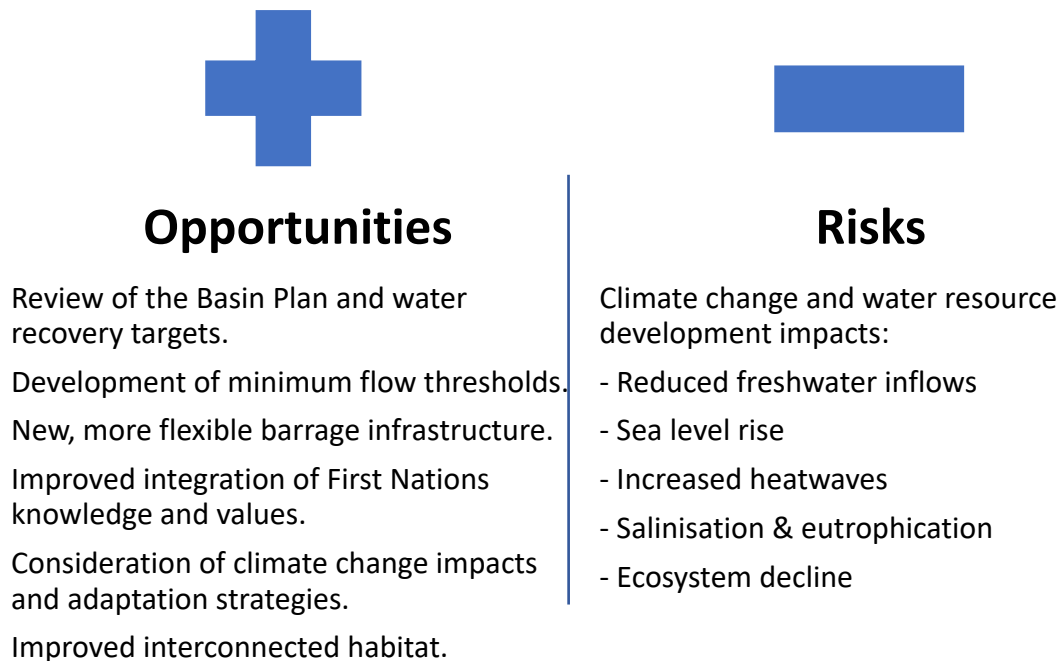 Opportunities
Review of the Basin Plan and water
recovery targets.
Development of minimum flow thresholds.
New, more flexible barrage infrastructure.
Improved integration of First Nations
knowledge and values.
Consideration of climate change impacts
and adaptation strategies.
Improved interconnected habitat.
Risks
Climate change and water resource
development impacts:
- Reduced freshwater inflows
- Sea level rise
- Increased heatwaves
- Salinisation & eutrophication
- Ecosystem decline